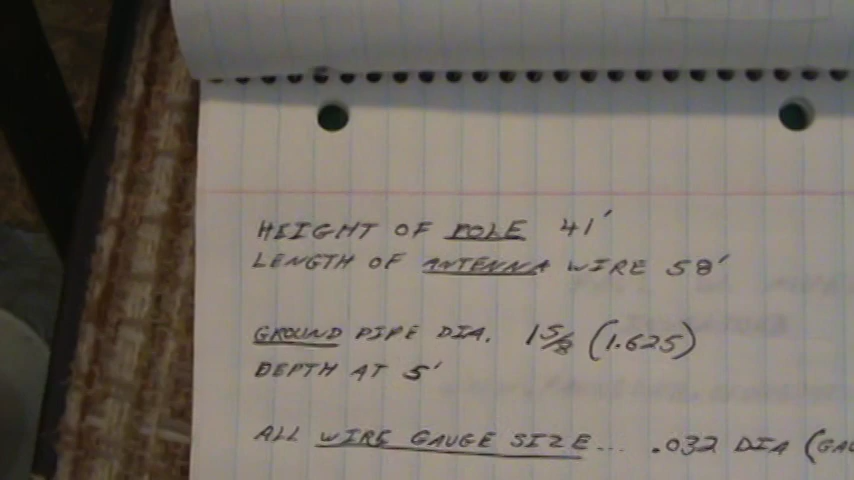 HEIGHT OF POLE 41'
LENGTH OF ANTENNA WIRE 58'
GROUND PIPE DIA. 1 5/8 (1.625)
DEPTH AT 5'
ALL WIRE GAUGE SIZE... .032 DIA (GA